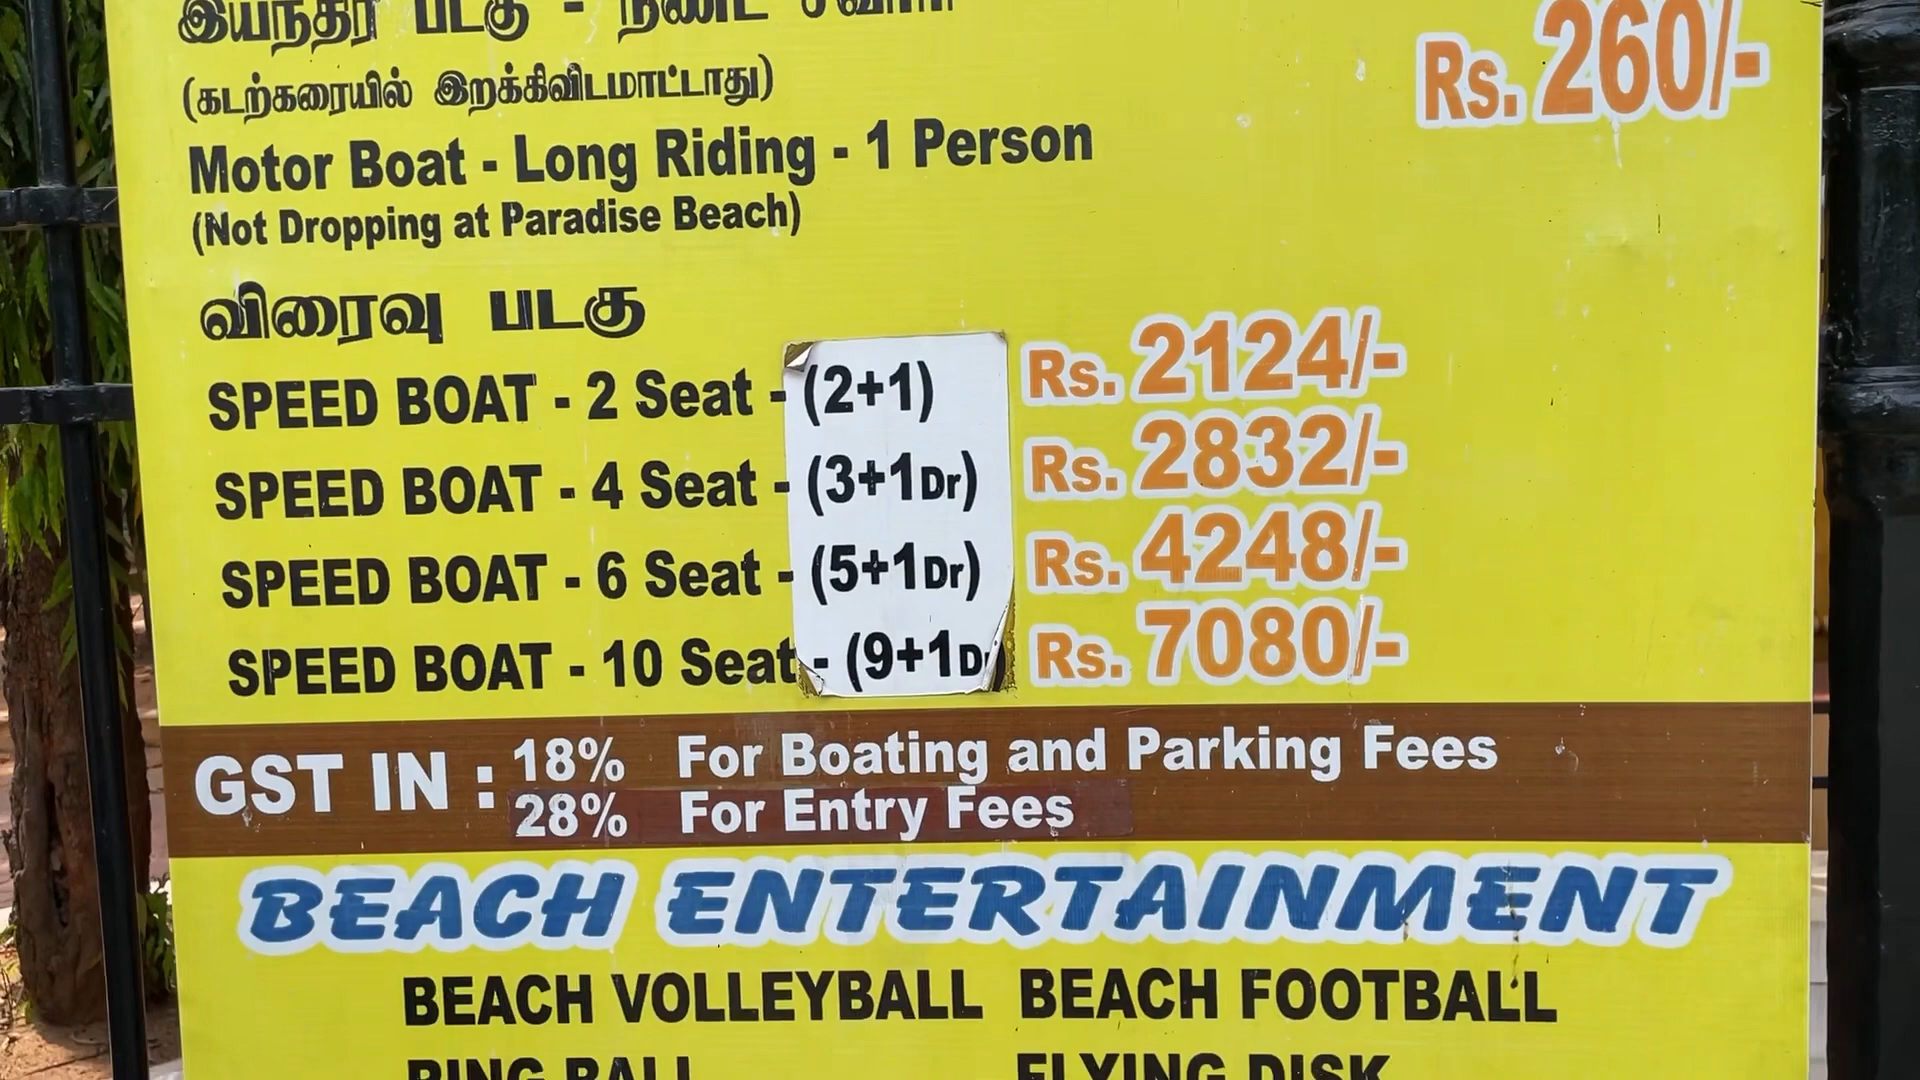 இயந்திர படகு - நீண்ட சவாரி
Rs. 260/-
(கடற்கரையில் இறக்கிவிடமாட்டாது)
Motor Boat - Long Riding - 1 Person
(Not Dropping at Paradise Beach)
விரைவு படகு
SPEED BOAT - 2 Seat - (2+1) Rs. 2124/-
SPEED BOAT - 4 Seat - (3+1Dr) Rs. 2832/-
SPEED BOAT - 6 Seat - (5+1Dr) Rs. 4248/-
SPEED BOAT - 10 Seat - (9+1Dr Rs. 7080/-
GST IN : 18% For Boating and Parking Fees
28% For Entry Fees
BEACH ENTERTAINMENT
BEACH VOLLEYBALL BEACH FOOTBALL
RING BALL FLYING DISK